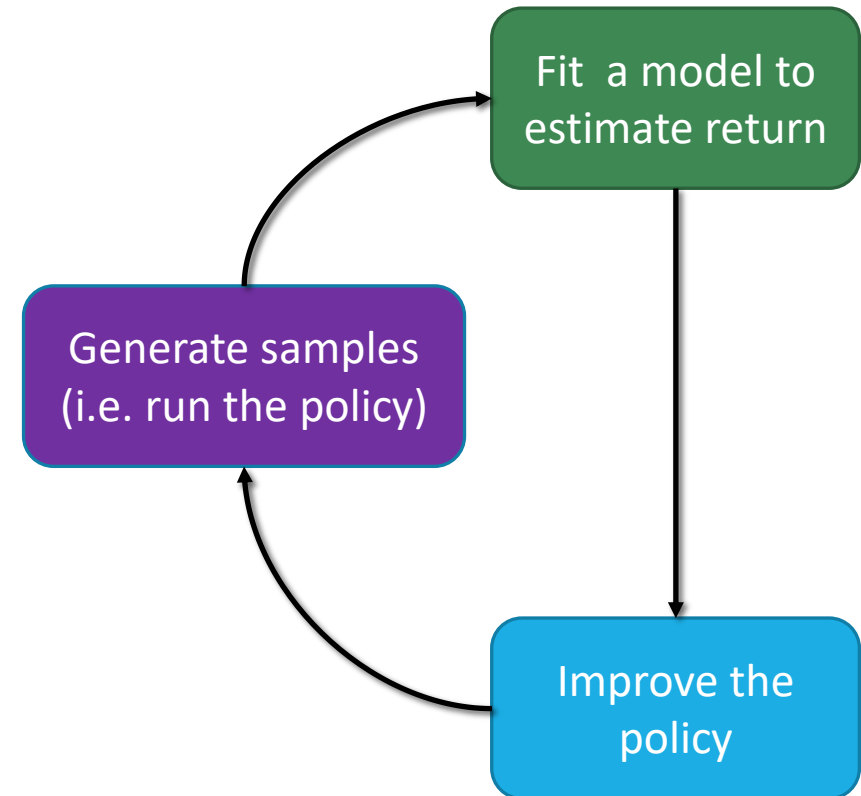 Fit a model to
estimate return
Generate samples
(i.e. run the policy)
Improve the
policy